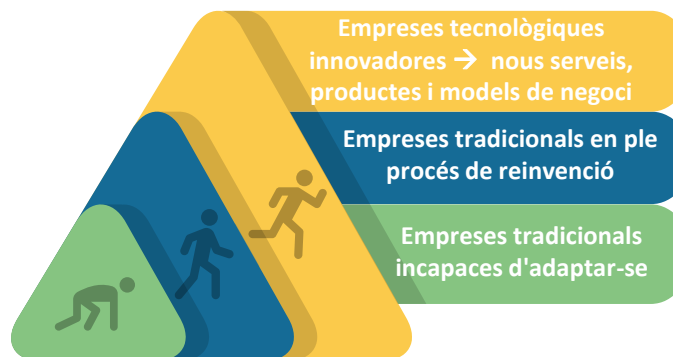 Empreses tecnològiques
innovadores → nous serveis,
productes i models de negoci
Empreses tradicionals en ple
procés de reinvenció
Empreses tradicionals
incapaces d'adaptar-se